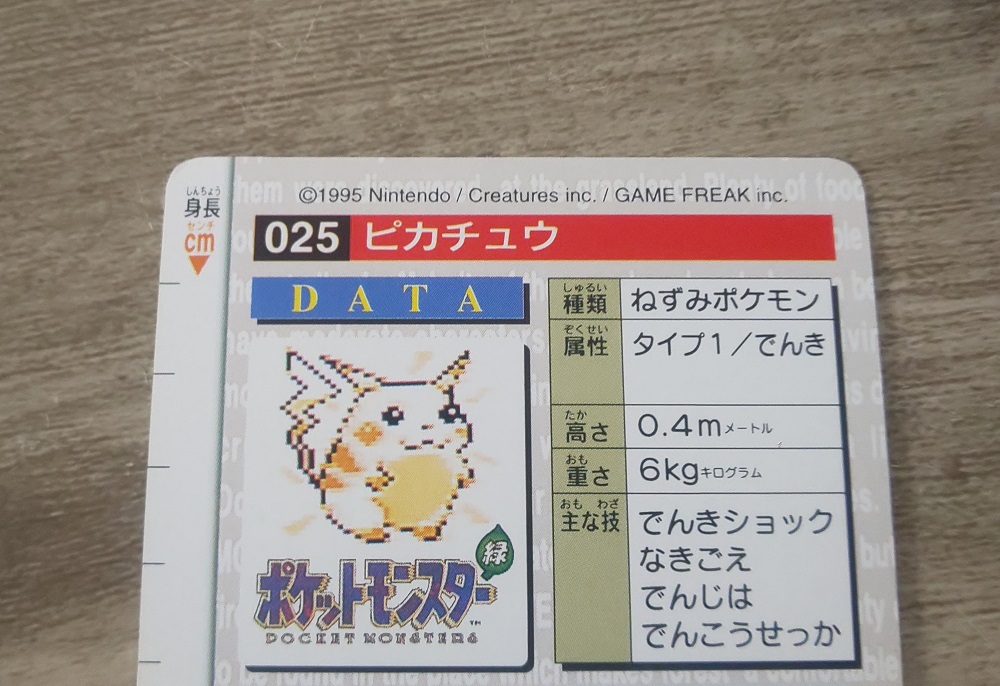 ©1995 Nintendo / Creatures inc. / GAME FREAK inc.
しんちょう
身長
センチ
cm
025 ピカチュウ
DATA
しゅるい
種類 ねずみポケモン
ぞくせい
属性 タイプ1/でんき
たか
高さ 0.4mメートル
おも
重さ 6kgキログラム
おも わざ
主な技 でんきショック
なきごえ
でんじは
でんこうせっか
緑
ポケットモンスター™
POCKET MONSTERS